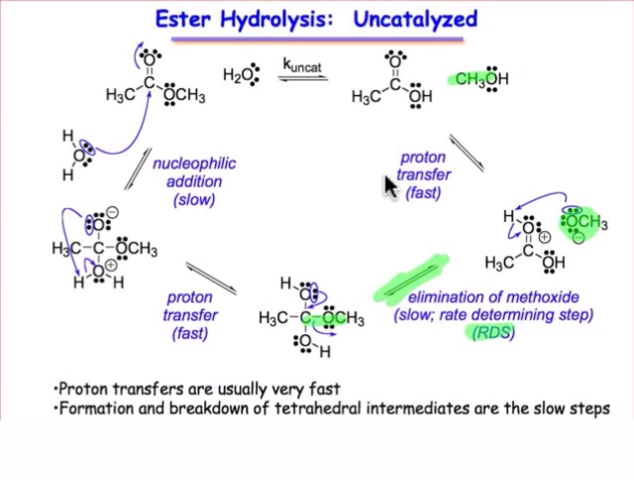 Ester Hydrolysis: Uncatalyzed
O
C
H₃C
OCH₃
H₂O
kuncat
O
C
H₃C
OH
CH₃OH
H
O
H
nucleophilic
addition
(slow)
proton
transfer
(fast)
O ⊖
H₃C–C–OCH₃
H O ⊕ H
proton
transfer
(fast)
H O
H₃C–C–OCH₃
O H
elimination of methoxide
(slow; rate determining step)
(RDS)
H O ⊕
C
H₃C
OH
OCH₃
⊖
•Proton transfers are usually very fast
•Formation and breakdown of tetrahedral intermediates are the slow steps